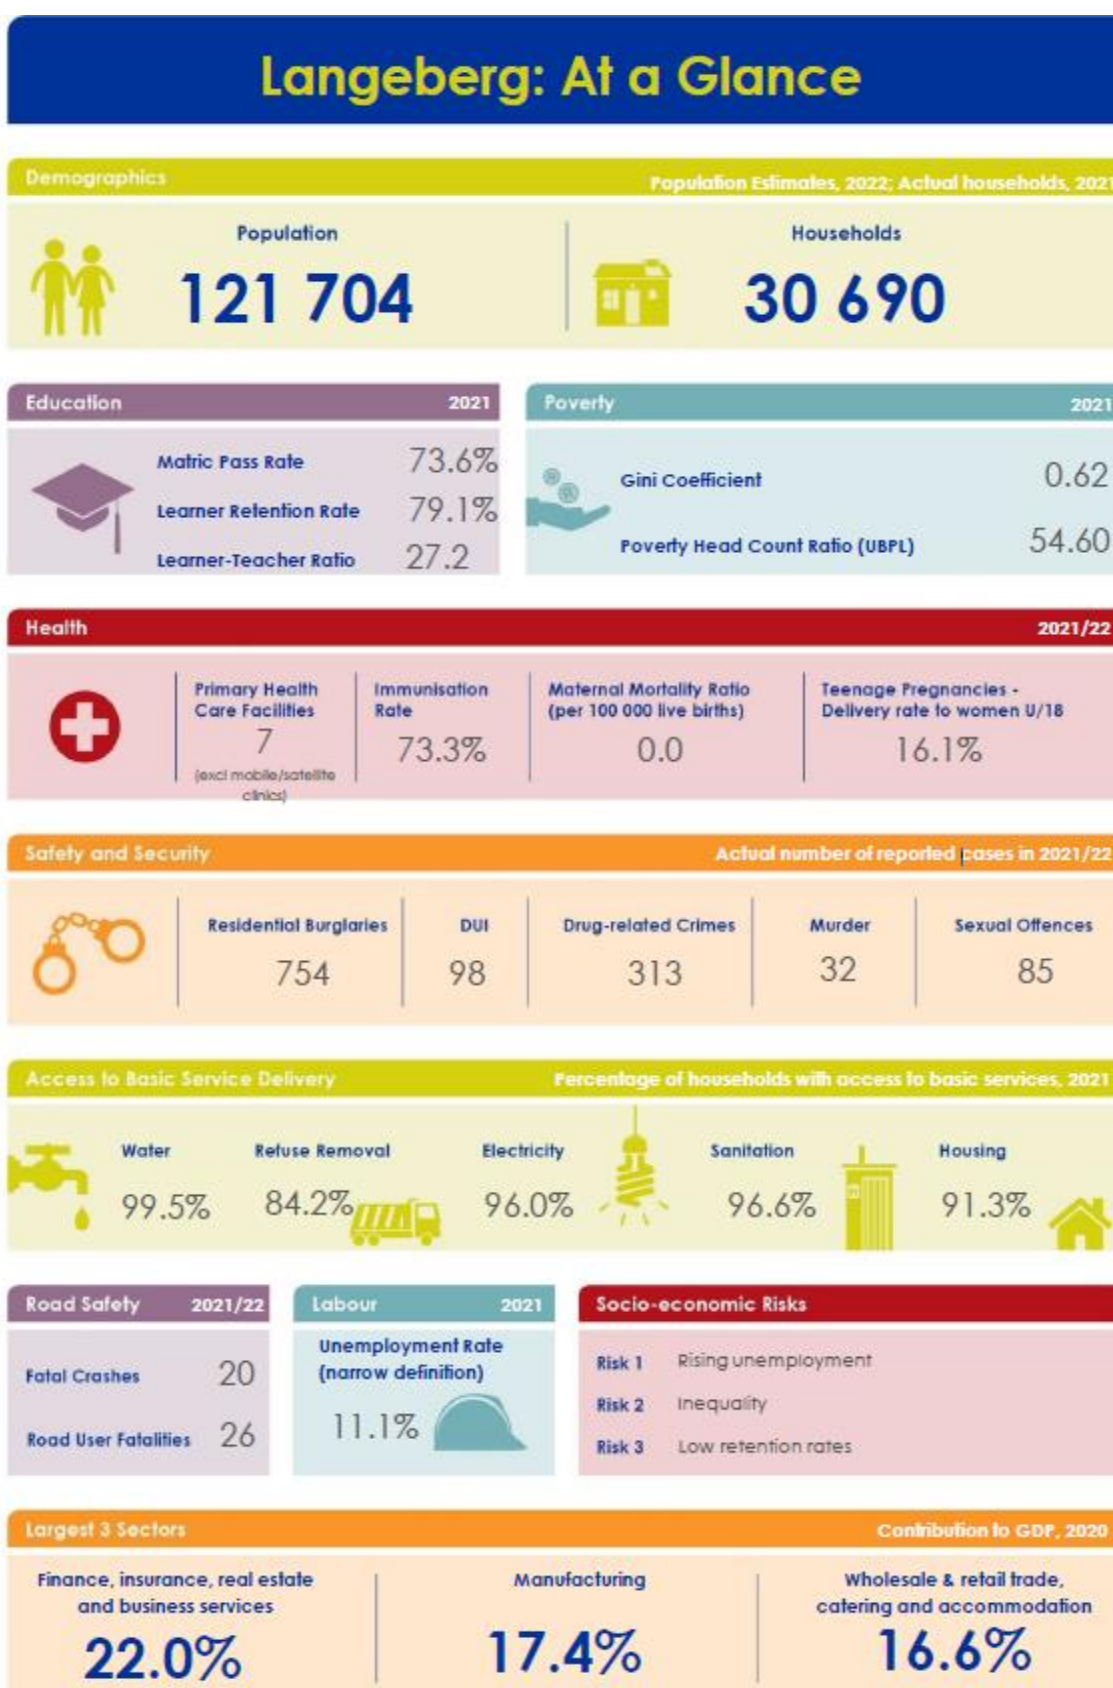 Langeberg: At a Glance
Demographics
Population Estimates, 2022; Actual households, 2021
Population
121 704
Households
30 690
Education 2021
Matric Pass Rate 73.6%
Learner Retention Rate 79.1%
Learner-Teacher Ratio 27.2
Poverty 2021
Gini Coefficient 0.62
Poverty Head Count Ratio (UBPL) 54.60
Health 2021/22
Primary Health
Care Facilities
7
(excl mobile/satellite
clinics)
Immunisation
Rate
73.3%
Maternal Mortality Ratio
(per 100 000 live births)
0.0
Teenage Pregnancies -
Delivery rate to women U/18
16.1%
Safety and Security
Actual number of reported cases in 2021/22
Residential Burglaries
754
DUI
98
Drug-related Crimes
313
Murder
32
Sexual Offences
85
Access to Basic Service Delivery
Percentage of households with access to basic services, 2021
Water
99.5%
Refuse Removal
84.2%
Electricity
96.0%
Sanitation
96.6%
Housing
91.3%
Road Safety 2021/22
Fatal Crashes 20
Road User Fatalities 26
Labour 2021
Unemployment Rate
(narrow definition)
11.1%
Socio-economic Risks
Risk 1 Rising unemployment
Risk 2 Inequality
Risk 3 Low retention rates
Largest 3 Sectors
Contribution to GDP, 2020
Finance, insurance, real estate
and business services
22.0%
Manufacturing
17.4%
Wholesale & retail trade,
catering and accommodation
16.6%